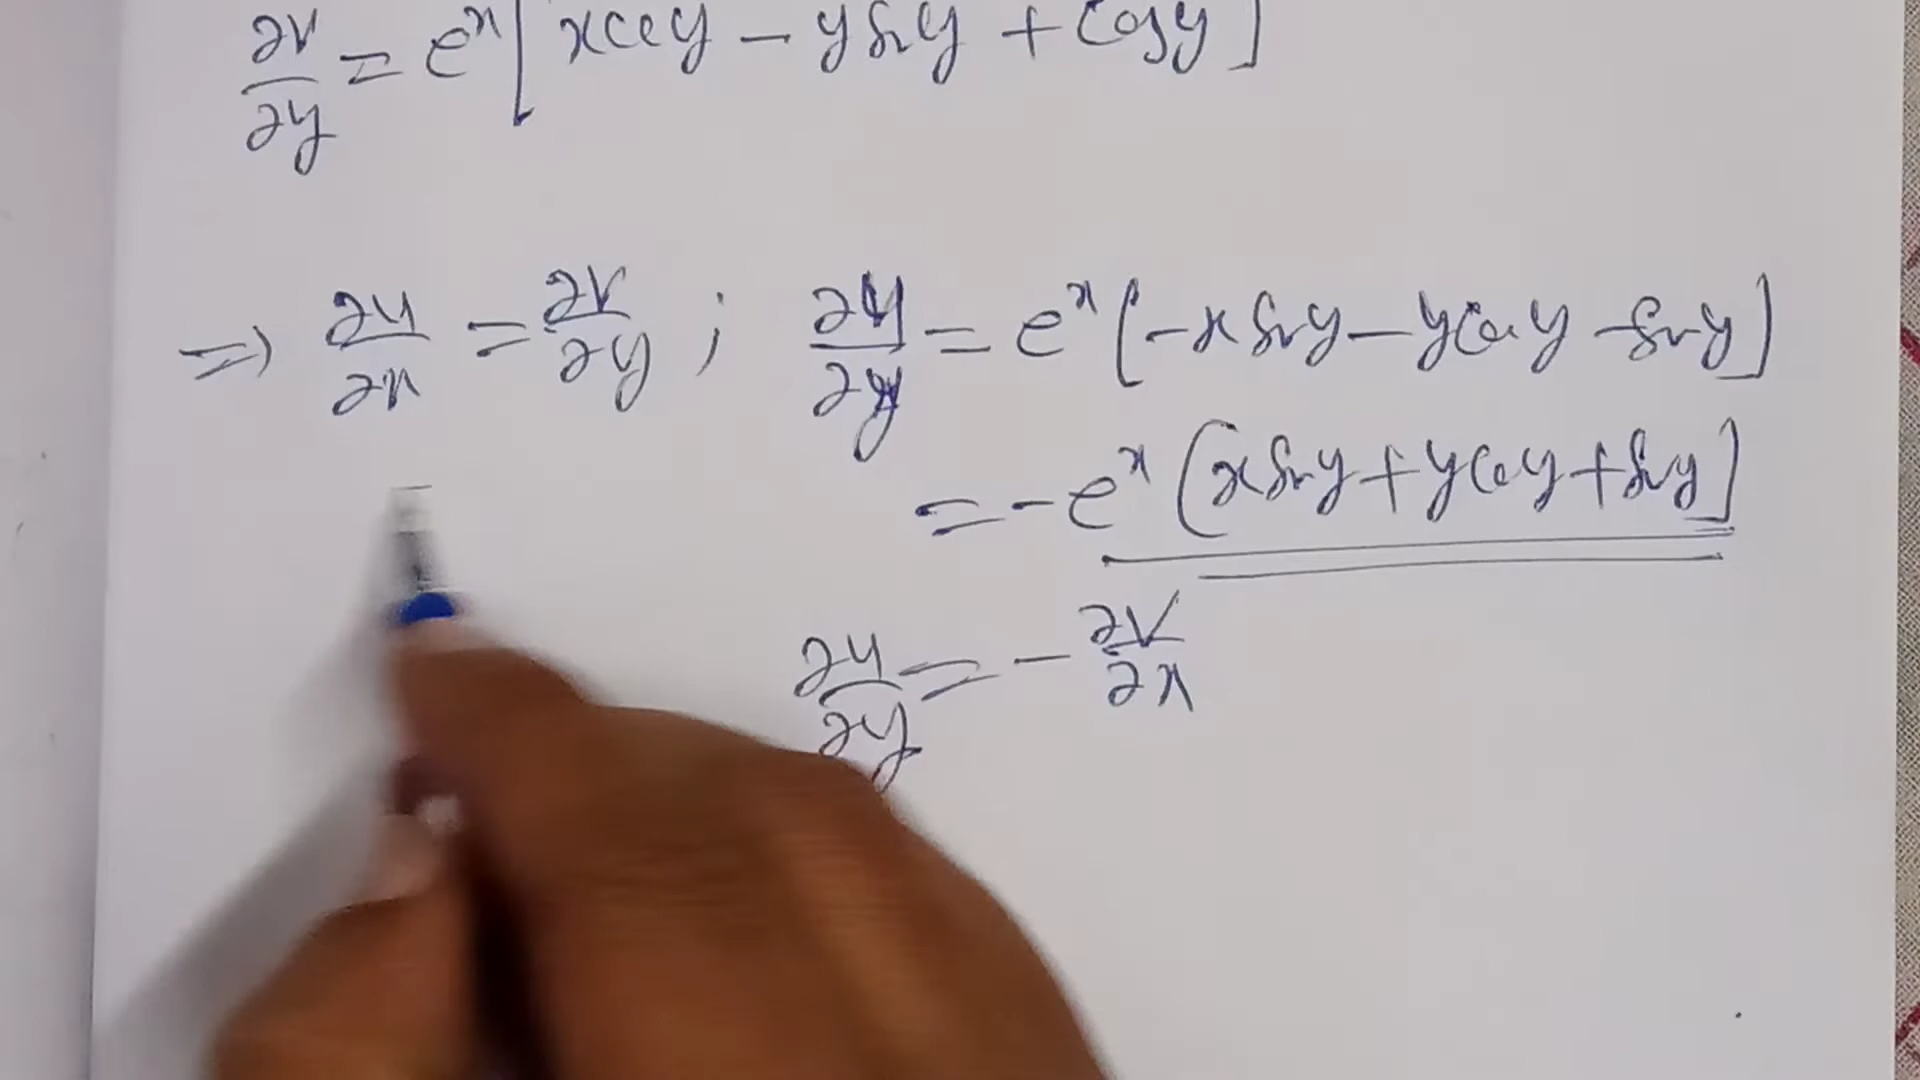 ∂v/∂y = e^x [x cos y - y sin y + cos y]
⇒ ∂u/∂x = ∂v/∂y ; ∂u/∂y = e^x [-x sin y - y cos y - sin y]
= -e^x (x sin y + y cos y + sin y]
∂u/∂y = - ∂v/∂x